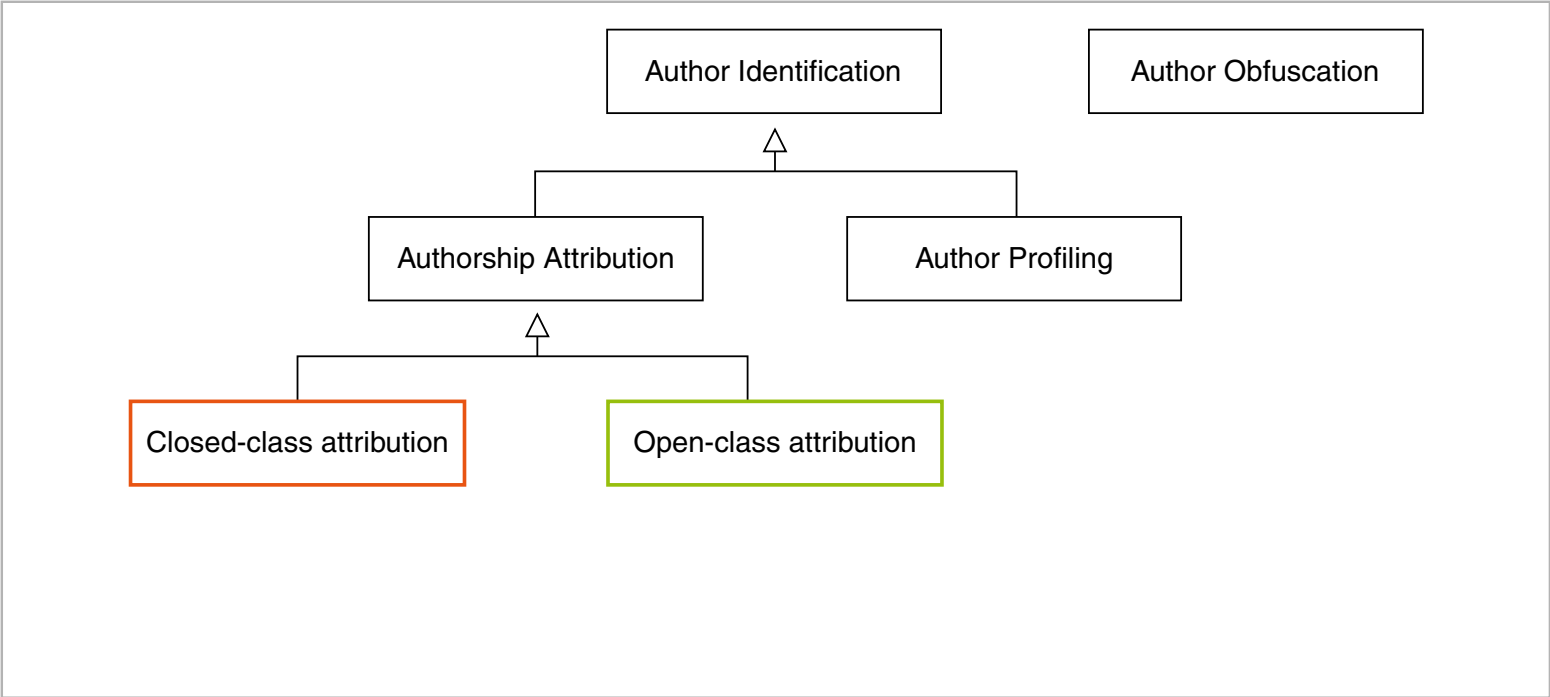 Author Identification
Author Obfuscation
Authorship Attribution
Author Profiling
Closed-class attribution
Open-class attribution